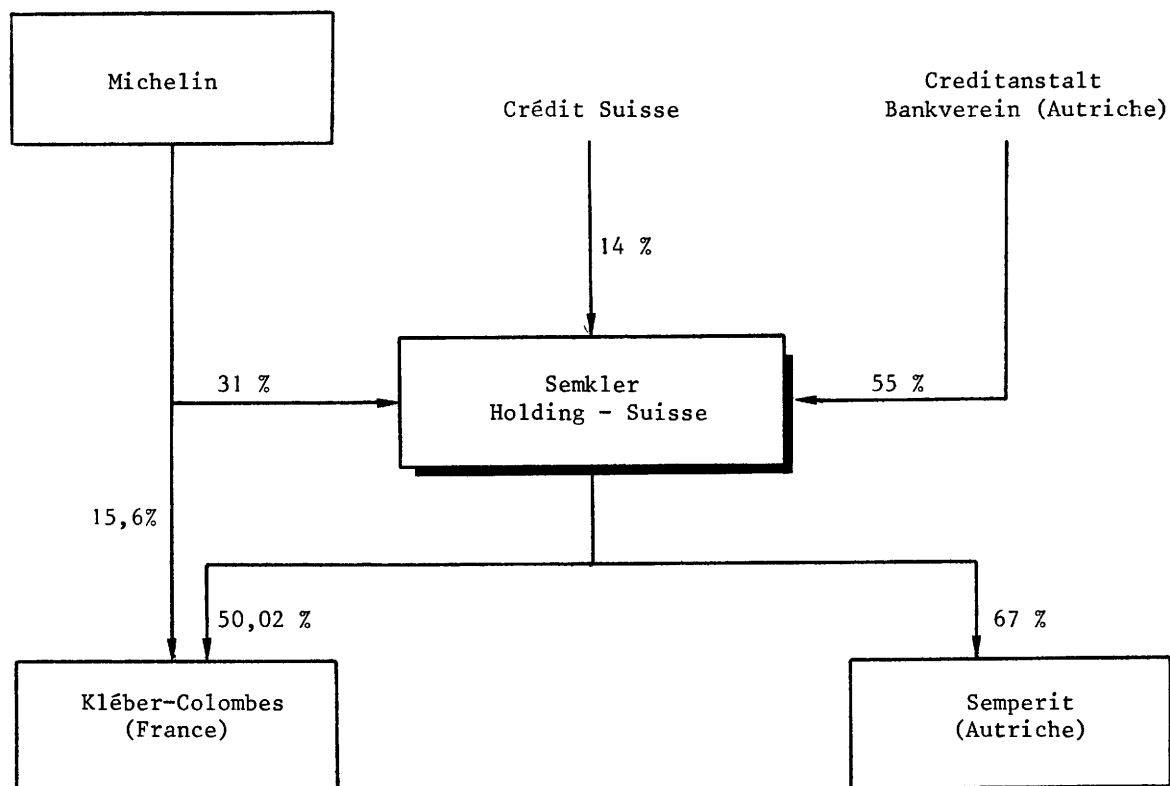 Michelin
Crédit Suisse
Creditanstalt
Bankverein (Autriche)
14 %
31 %
Semkler
Holding - Suisse
55 %
15,6%
50,02 %
67 %
Kléber-Colombes
(France)
Semperit
(Autriche)